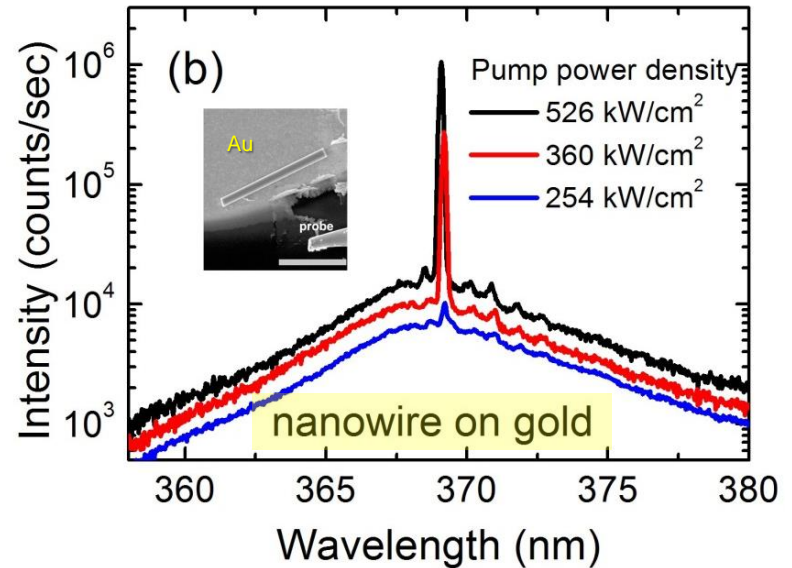 (b)
Pump power density
526 kW/cm²
360 kW/cm²
254 kW/cm²
Au
probe
nanowire on gold
Intensity (counts/sec)
10⁶
10⁵
10⁴
10³
360 365 370 375 380
Wavelength (nm)